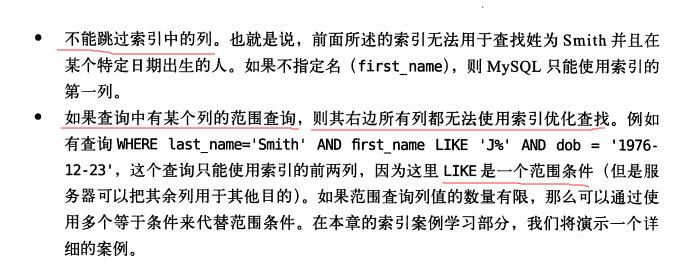 • 不能跳过索引中的列。也就是说，前面所述的索引无法用于查找姓为 Smith 并且在
某个特定日期出生的人。如果不指定名（first_name），则 MySQL 只能使用索引的
第一列。
• 如果查询中有某个列的范围查询，则其右边所有列都无法使用索引优化查找。例如
有查询 WHERE last_name='Smith' AND first_name LIKE 'J%' AND dob = '1976-
12-23'，这个查询只能使用索引的前两列，因为这里 LIKE 是一个范围条件（但是服
务器可以把其余列用于其他目的）。如果范围查询列值的数量有限，那么可以通过使
用多个等于条件来代替范围条件。在本章的索引案例学习部分，我们将演示一个详
细的案例。